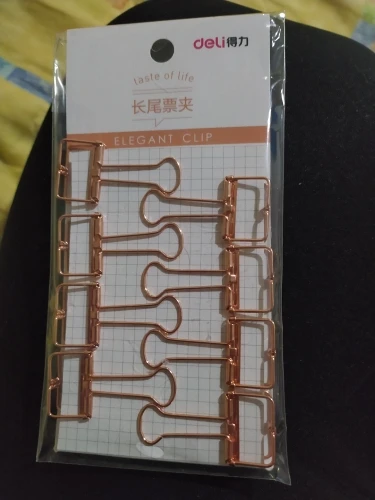 deli得力
taste of life
长尾票夹
ELEGANT CLIP